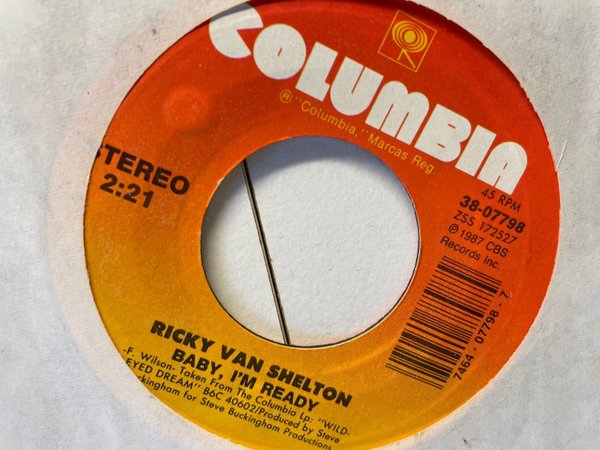 COLUMBIA
® "Columbia," Marcas Reg.
STEREO
2:21
45 RPM
38-07798
ZSS 172527
℗ 1987 CBS
Records Inc.
7464-07798-7
RICKY VAN SHELTON
BABY, I'M READY
-F. Wilson- Taken From The Columbia Lp: "WILD-
EYED DREAM" B6C 40602/Produced by Steve
Buckingham for Steve Buckingham Productions